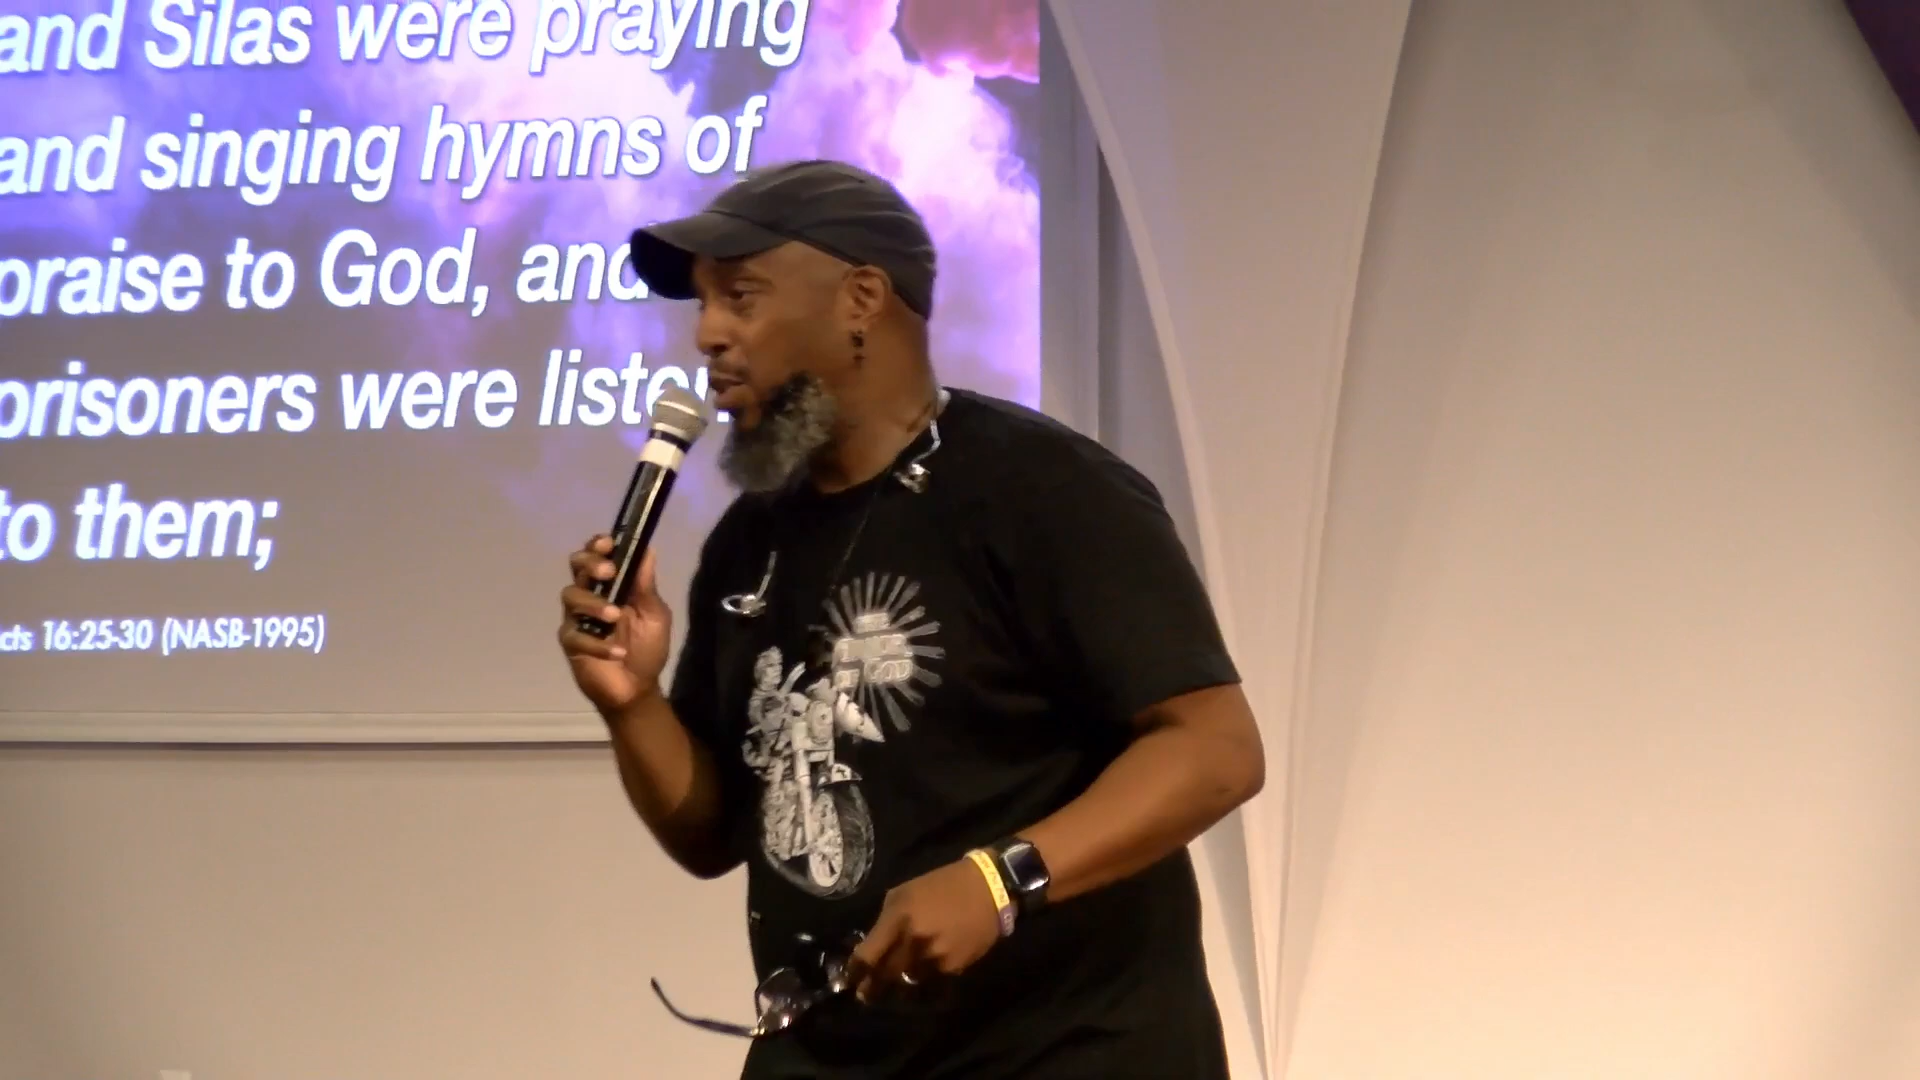 and Silas were praying
and singing hymns of
praise to God, and
prisoners were
to them;
16:25-30 (NASB-1995)
GOD